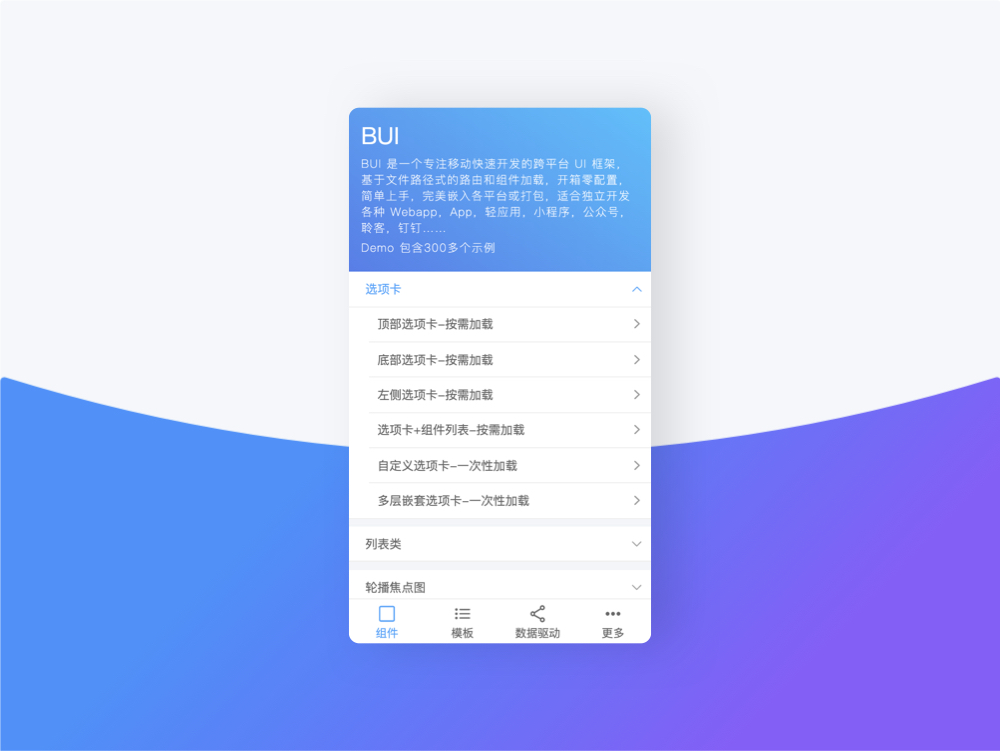 BUI
BUI 是一个专注移动快速开发的跨平台 UI 框架，
基于文件路径式的路由和组件加载，开箱零配置，
简单上手，完美嵌入各平台或打包，适合独立开发
各种 Webapp，App，轻应用，小程序，公众号，
聆客，钉钉……
Demo 包含300多个示例
选项卡
顶部选项卡–按需加载
底部选项卡–按需加载
左侧选项卡–按需加载
选项卡+组件列表–按需加载
自定义选项卡–一次性加载
多层嵌套选项卡–一次性加载
列表类
轮播焦点图
组件 模板 数据驱动 更多